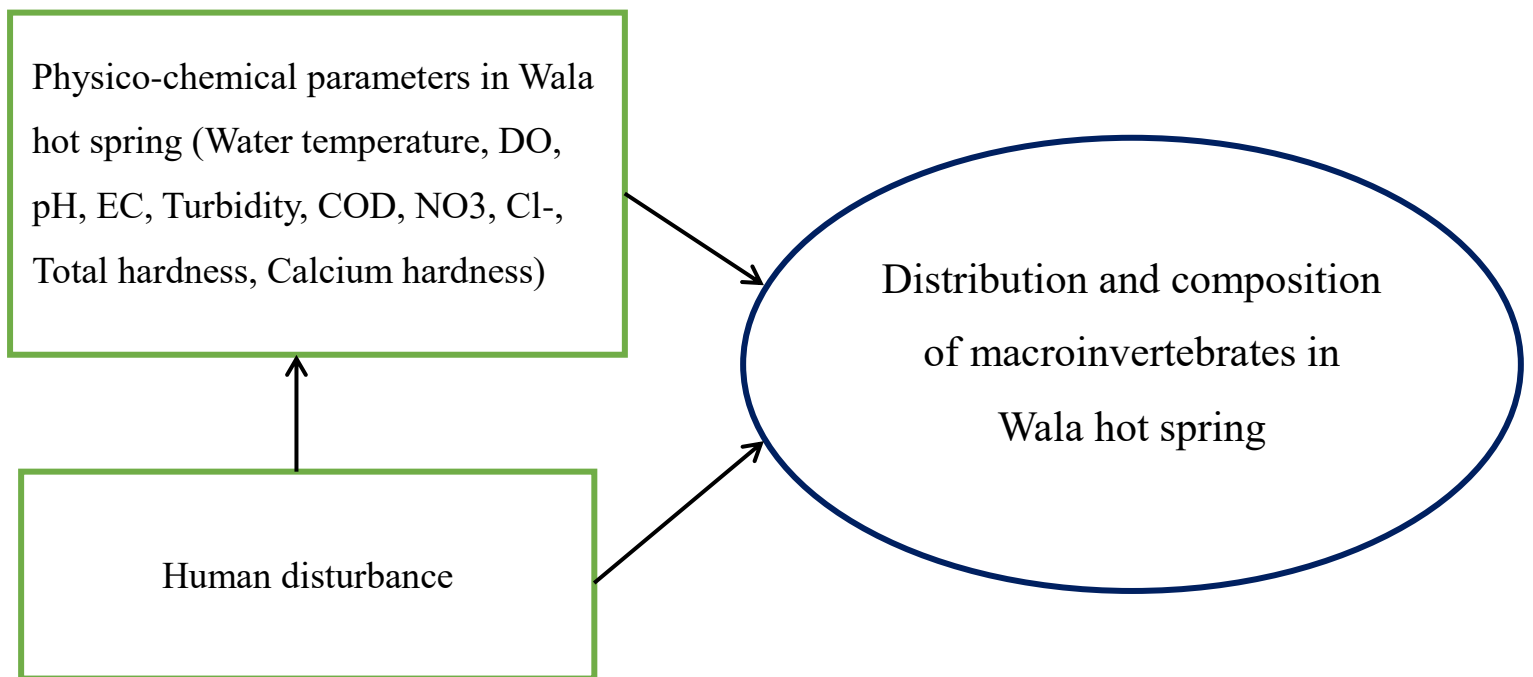 Physico-chemical parameters in Wala
hot spring (Water temperature, DO,
pH, EC, Turbidity, COD, NO3, Cl-,
Total hardness, Calcium hardness)
Distribution and composition
of macroinvertebrates in
Wala hot spring
Human disturbance